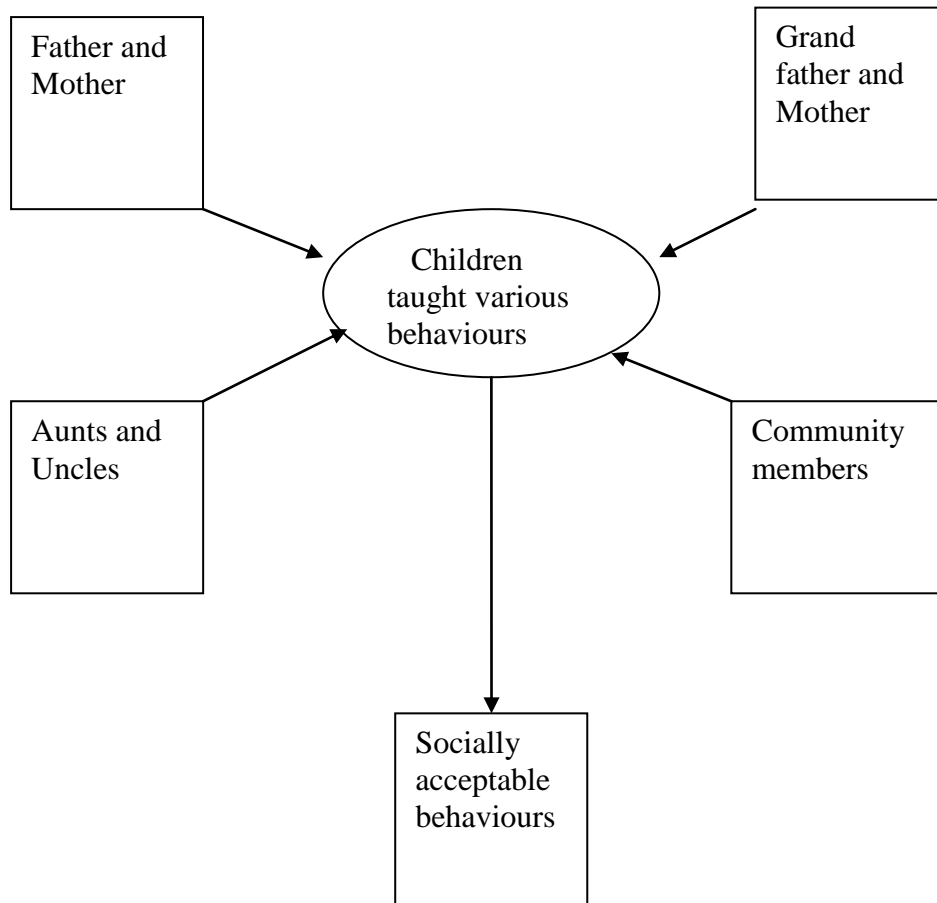 Father and
Mother
Grand
father and
Mother
Children
taught various
behaviours
Aunts and
Uncles
Community
members
Socially
acceptable
behaviours